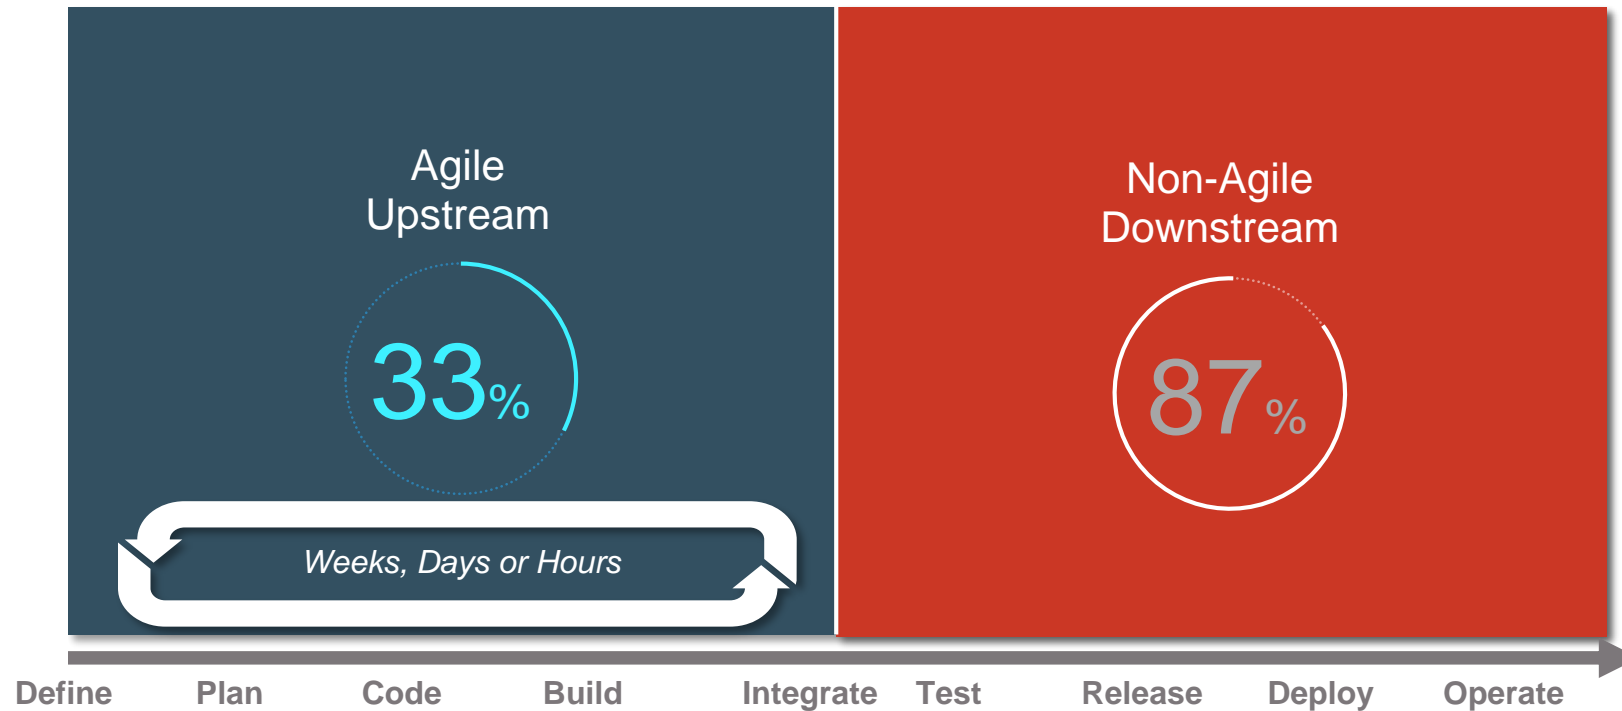 Agile
Upstream
33%
Weeks, Days or Hours
Non-Agile
Downstream
87%
Define Plan Code Build Integrate Test Release Deploy Operate